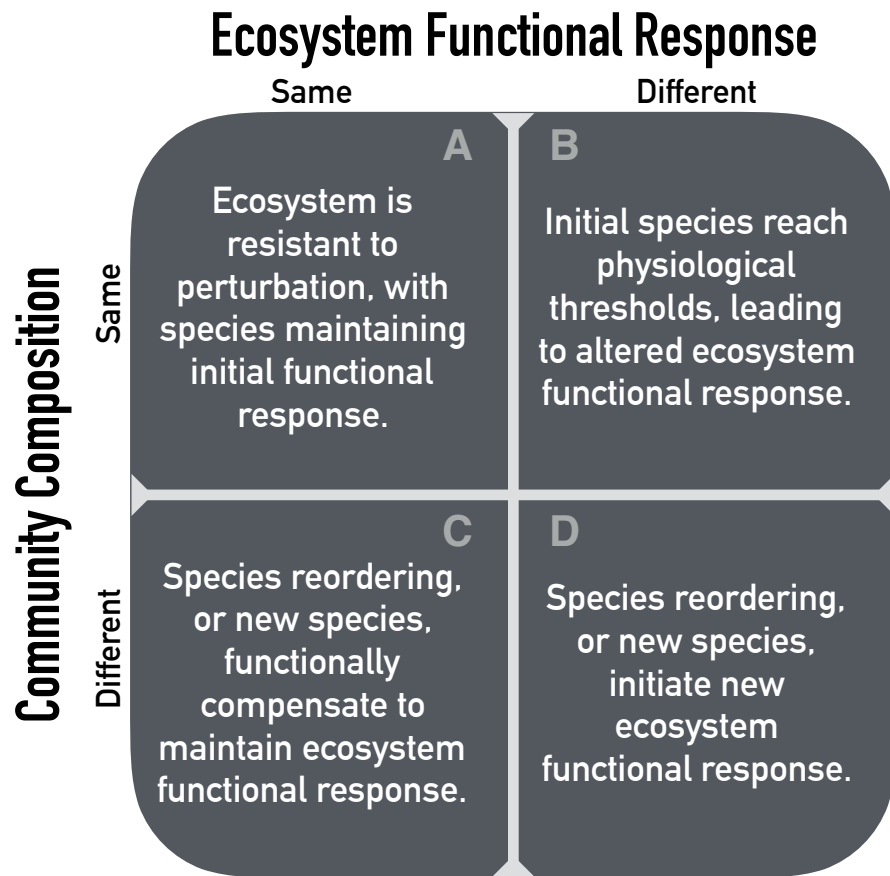 Ecosystem Functional Response
Same
Different
Community Composition
Same
A
Ecosystem is
resistant to
perturbation, with
species maintaining
initial functional
response.
B
Initial species reach
physiological
thresholds, leading
to altered ecosystem
functional response.
Different
C
Species reordering,
or new species,
functionally
compensate to
maintain ecosystem
functional response.
D
Species reordering,
or new species,
initiate new
ecosystem
functional response.